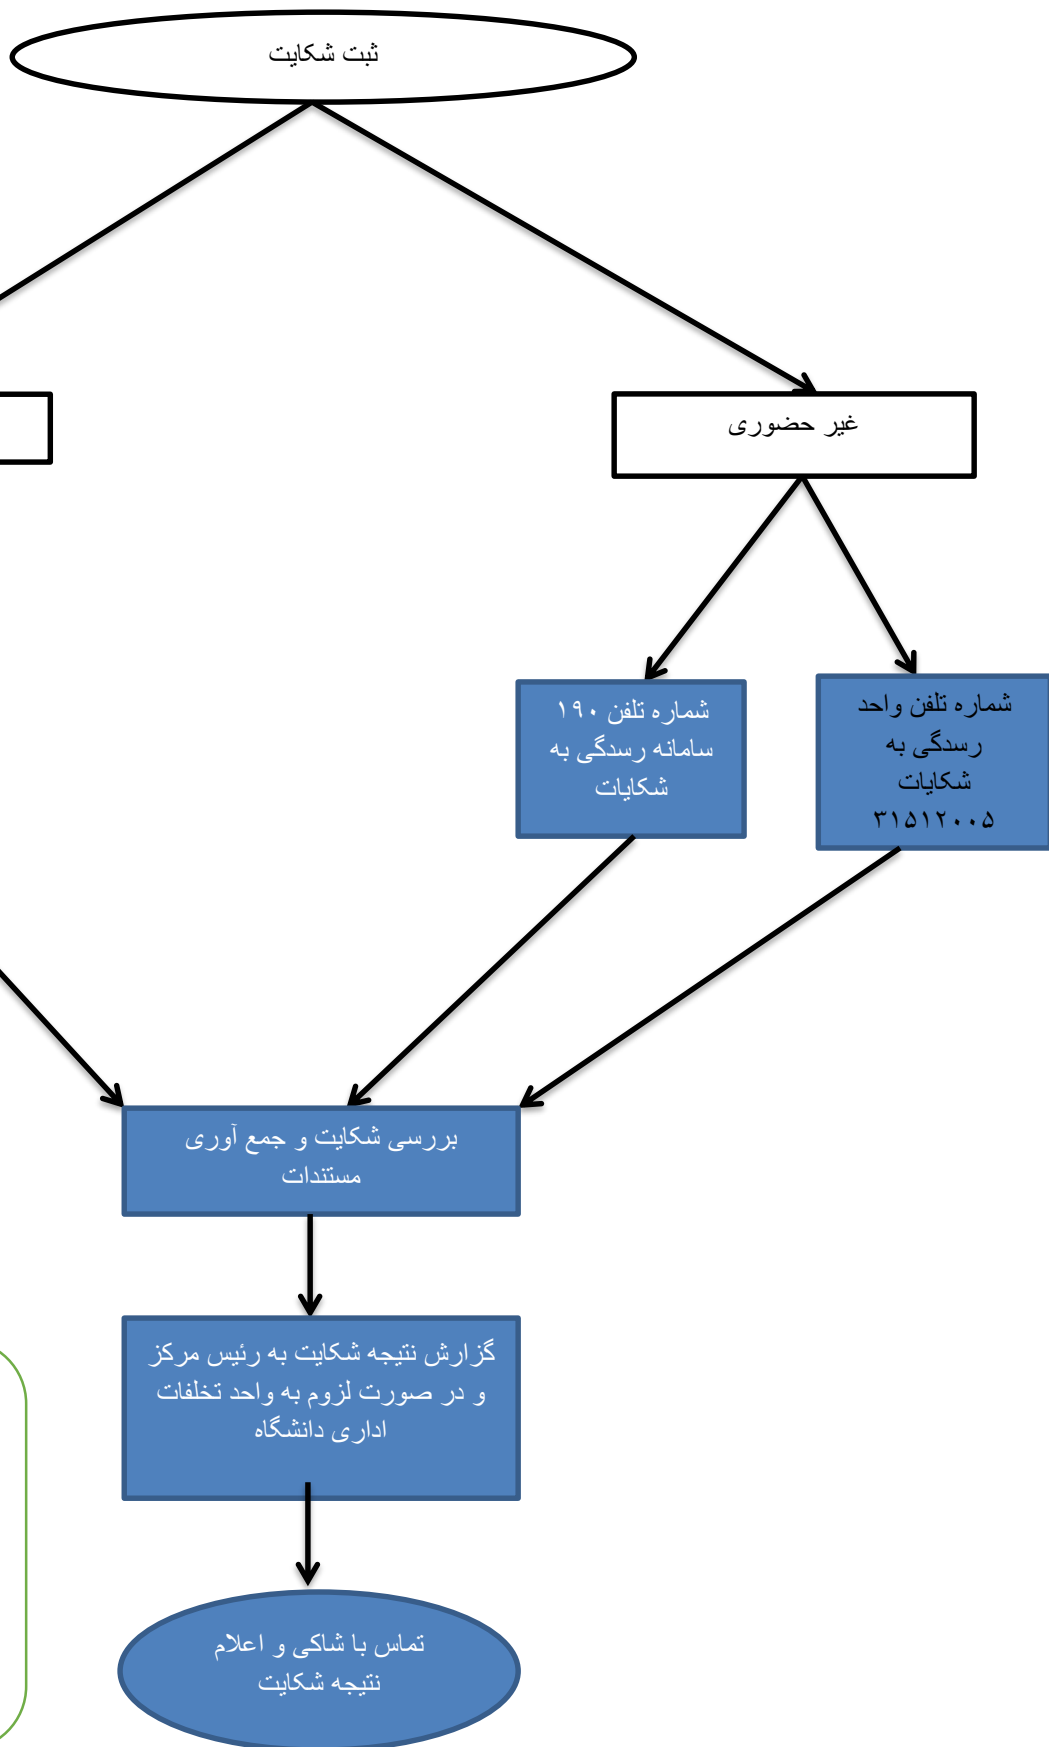 ثبت شکایت
غیر حضوری
شماره تلفن واحد
رسدگی به
شکایات
۳۱۵۱۲۰۰۵
شماره تلفن ۱۹۰
سامانه رسدگی به
شکایات
بررسی شکایت و جمع آوری
مستندات
گزارش نتیجه شکایت به رئیس مرکز
و در صورت لزوم به واحد تخلفات
اداری دانشگاه
تماس با شاکی و اعلام
نتیجه شکایت